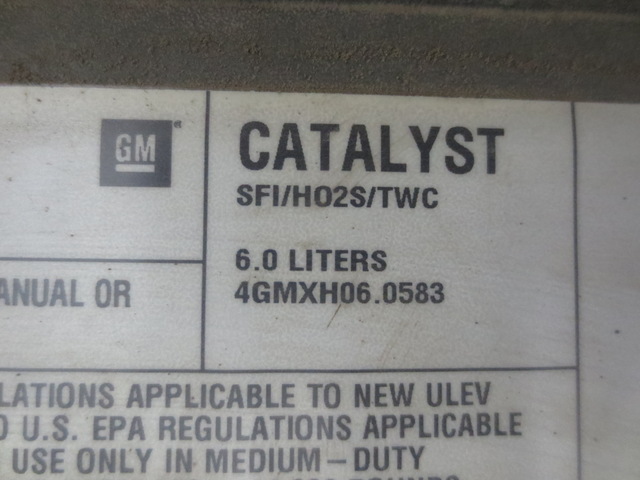 GM
CATALYST
SFI/HO2S/TWC
6.0 LITERS
4GMXH06.0583
ANUAL OR
LATIONS APPLICABLE TO NEW ULEV
U.S. EPA REGULATIONS APPLICABLE
USE ONLY IN MEDIUM-DUTY